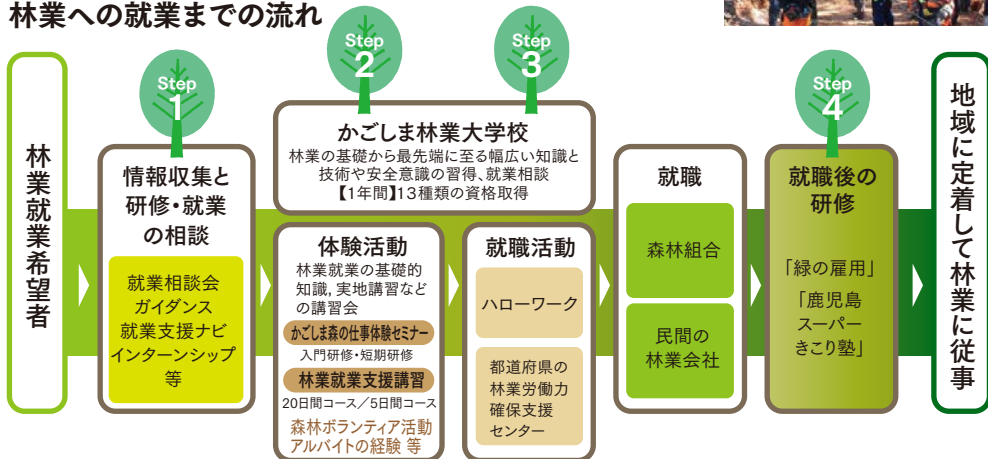 林業への就業までの流れ
林業就業希望者
Step
1
情報収集と
研修・就業
の相談
就業相談会
ガイダンス
就業支援ナビ
インターンシップ
等
Step
2
Step
3
かごしま林業大学校
林業の基礎から最先端に至る幅広い知識と
技術や安全意識の習得、就業相談
【1年間】13種類の資格取得
体験活動
林業就業の基礎的
知識,実地講習など
の講習会
かごしま森の仕事体験セミナー
入門研修・短期研修
林業就業支援講習
20日間コース/5日間コース
森林ボランティア活動
アルバイトの経験 等
就職活動
ハローワーク
都道府県の
林業労働力
確保支援
センター
就職
森林組合
民間の
林業会社
Step
4
就職後の
研修
「緑の雇用」
「鹿児島
スーパー
きこり塾」
地域に定着して林業に従事